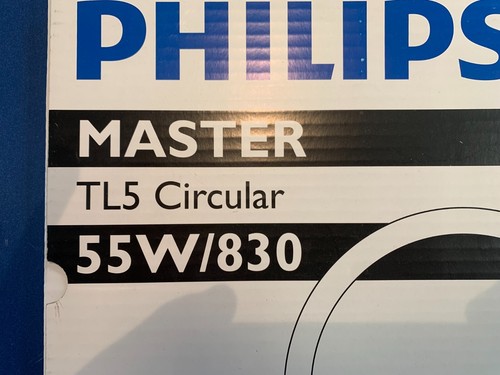 PHILIPS
MASTER
TL5 Circular
55W/830